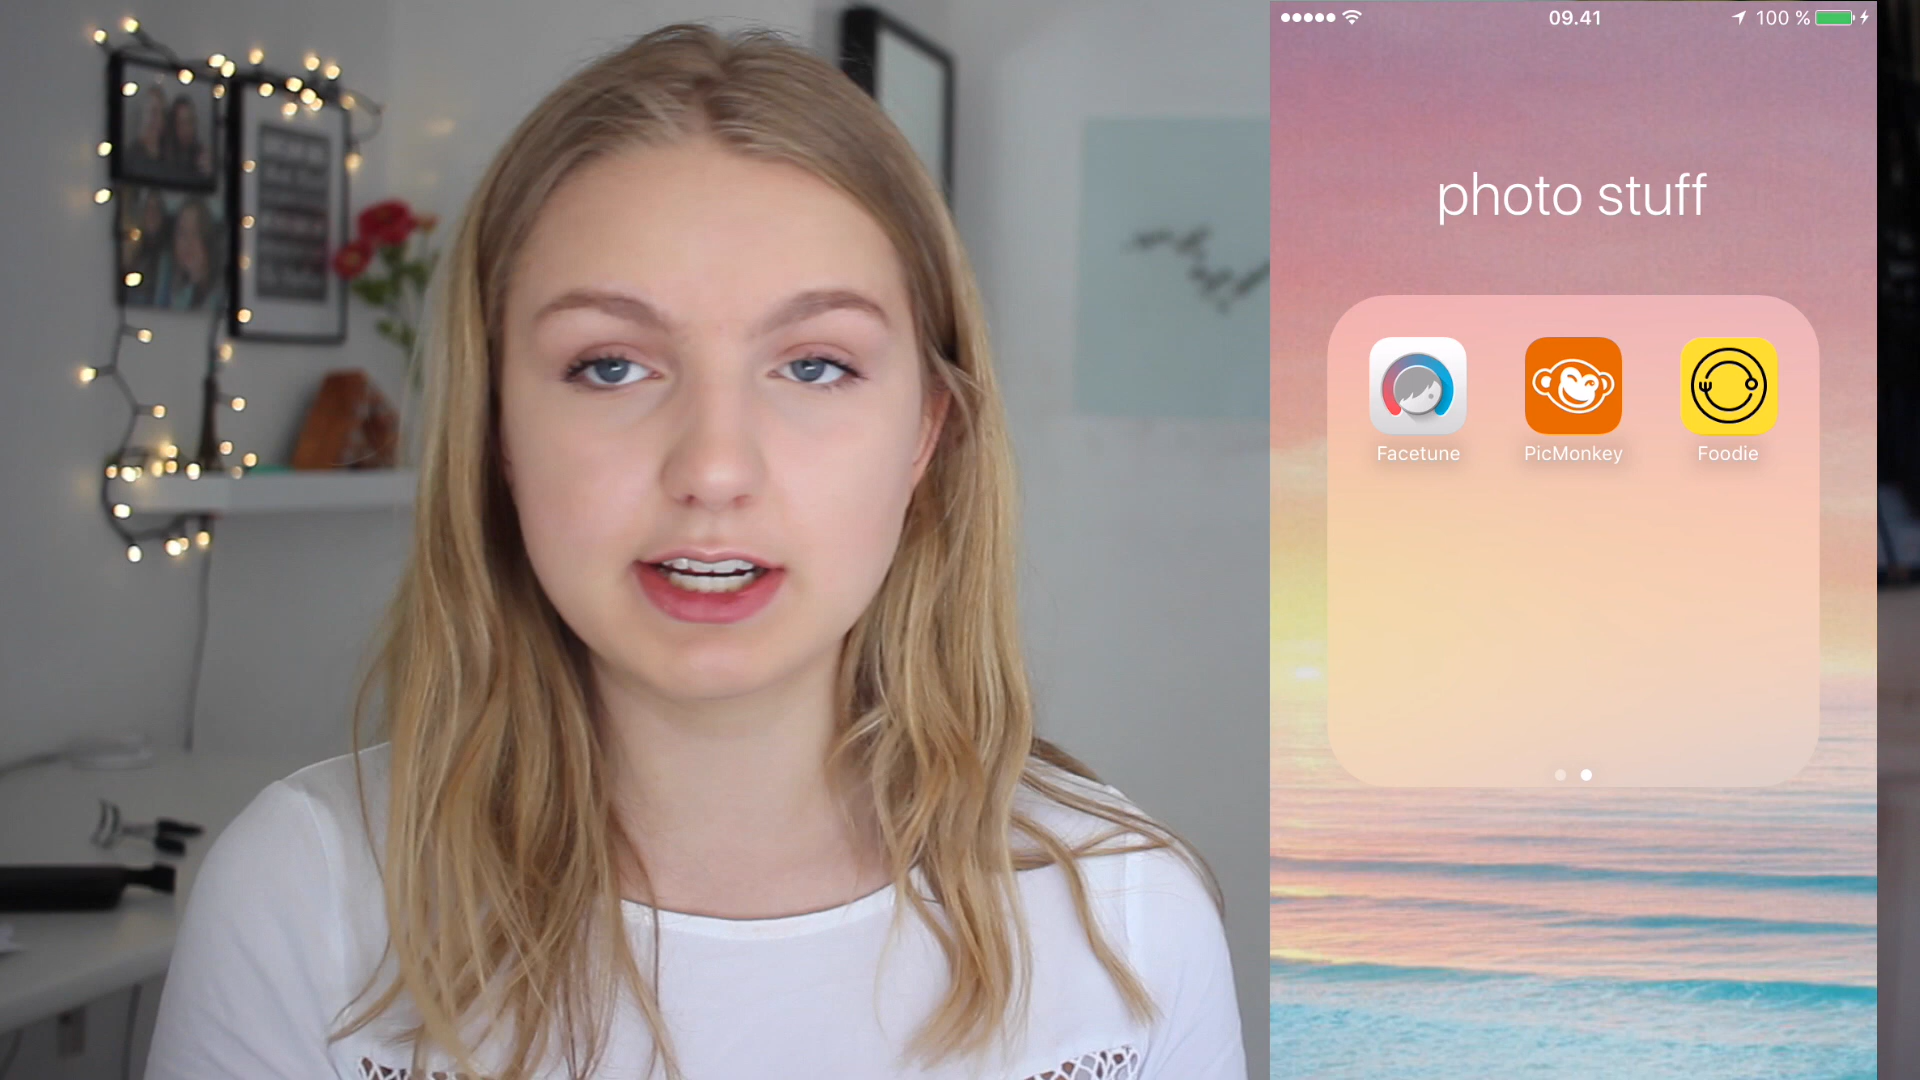 09.41
100 %
photo stuff
Facetune
PicMonkey
Foodie